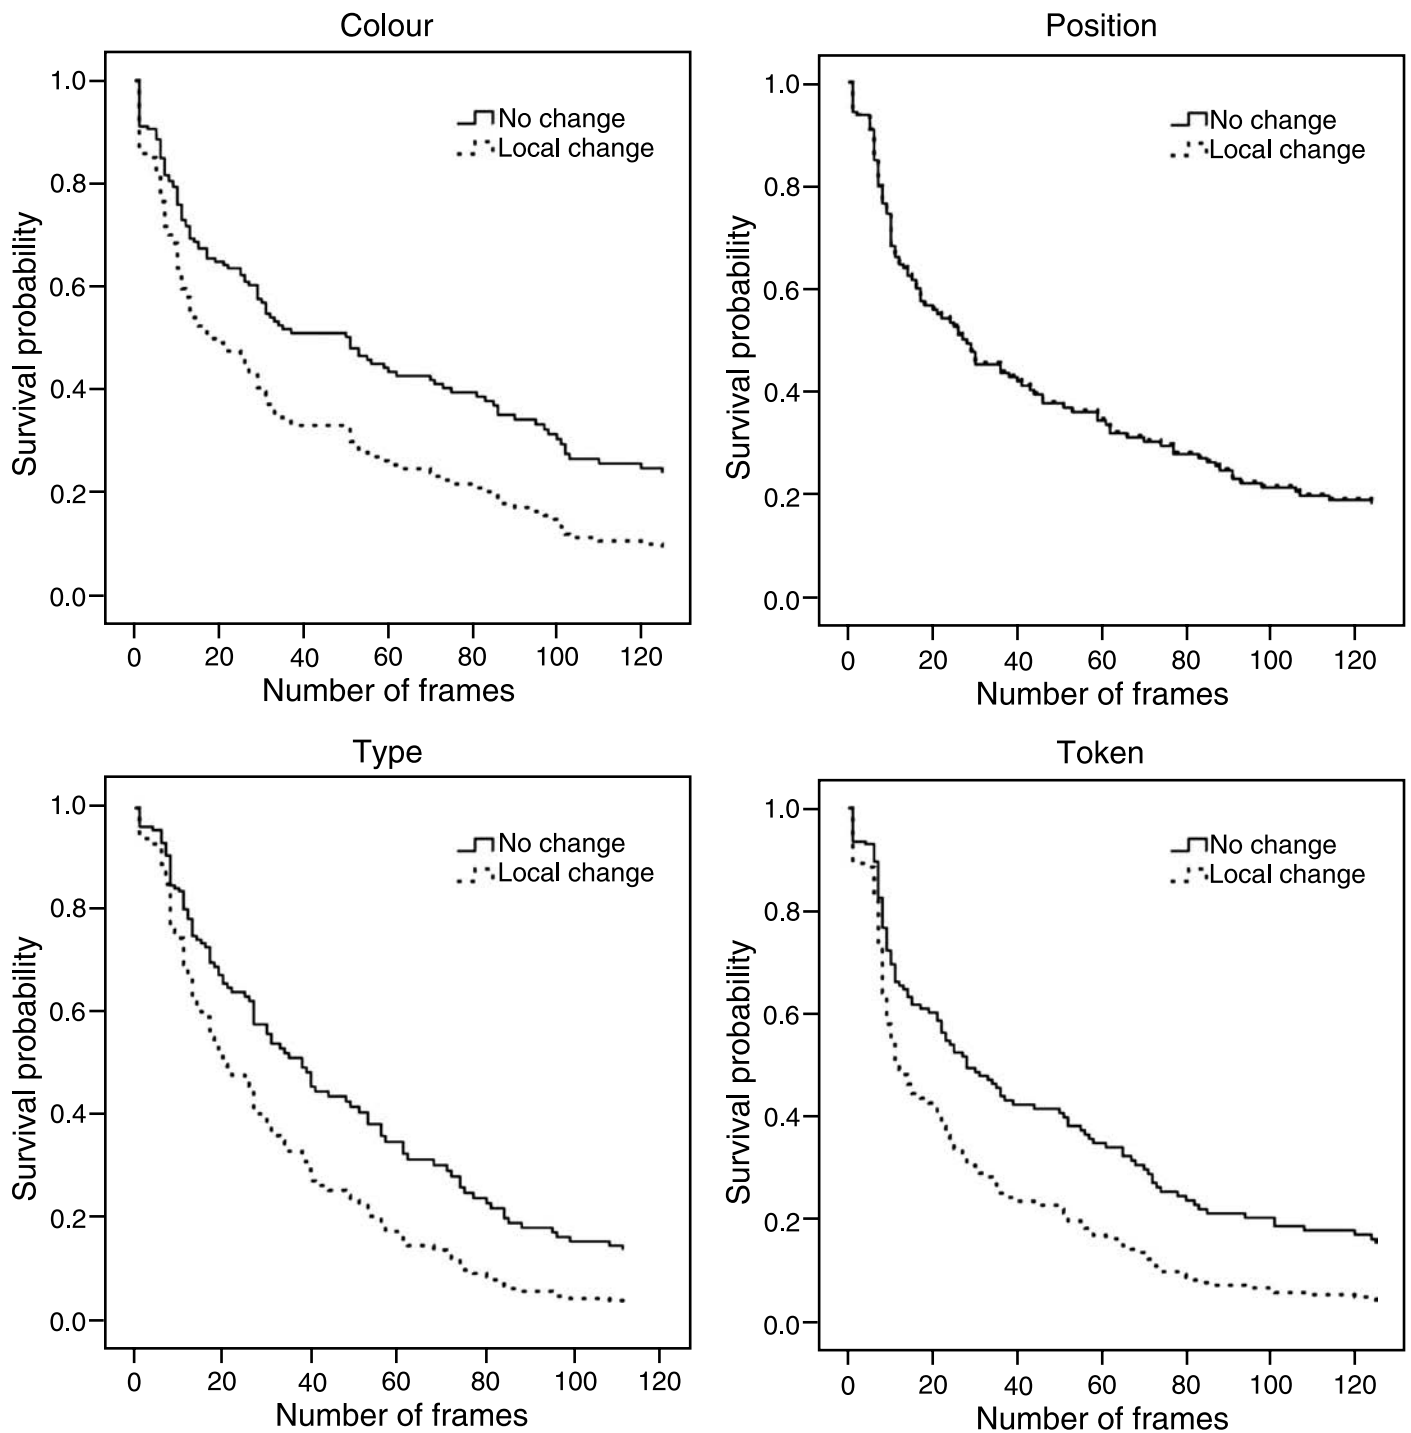 Colour
1.0
0.8
0.6
0.4
0.2
0.0
Survival probability
No change
Local change
0 20 40 60 80 100 120
Number of frames
Position
1.0
0.8
0.6
0.4
0.2
0.0
Survival probability
No change
Local change
0 20 40 60 80 100 120
Number of frames
Type
1.0
0.8
0.6
0.4
0.2
0.0
Survival probability
No change
Local change
0 20 40 60 80 100 120
Number of frames
Token
1.0
0.8
0.6
0.4
0.2
0.0
Survival probability
No change
Local change
0 20 40 60 80 100 120
Number of frames